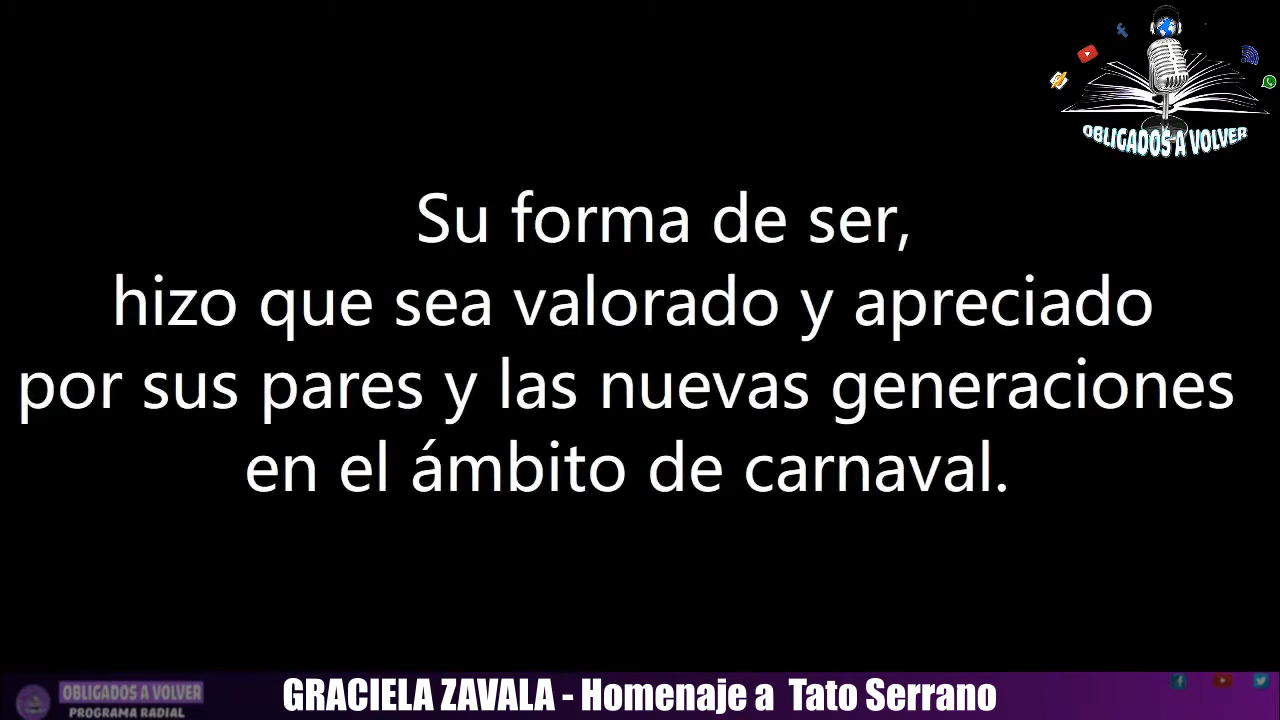 OBLIGADOS A VOLVER
Su forma de ser,
hizo que sea valorado y apreciado
por sus pares y las nuevas generaciones
en el ámbito de carnaval.
OBLIGADOS A VOLVER
PROGRAMA RADIAL
GRACIELA ZAVALA - Homenaje a Tato Serrano